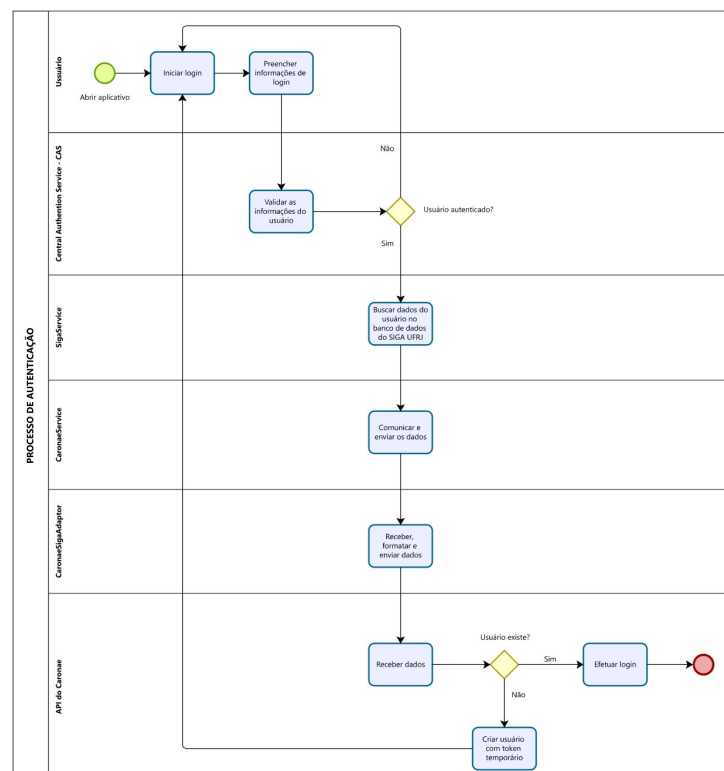 PROCESSO DE AUTENTICAÇÃO
Ussuário
Abrir aplicativo
Iniciar login
Preencher
informações de
login
Central Authention Service - CAS
Não
Validar as
informações do
usuário
Usuário autenticado?
Sim
SigaService
Buscar dados do
usuário no
banco de dados
do SIGA UFRJ
CaronaeService
Comunicar e
enviar os dados
CaronaeSigaAdaptor
Receber,
formatar e
enviar dados
API do Caronae
Receber dados
Usuário existe?
Sim
Efetuar login
Não
Criar usuário
com token
temporário